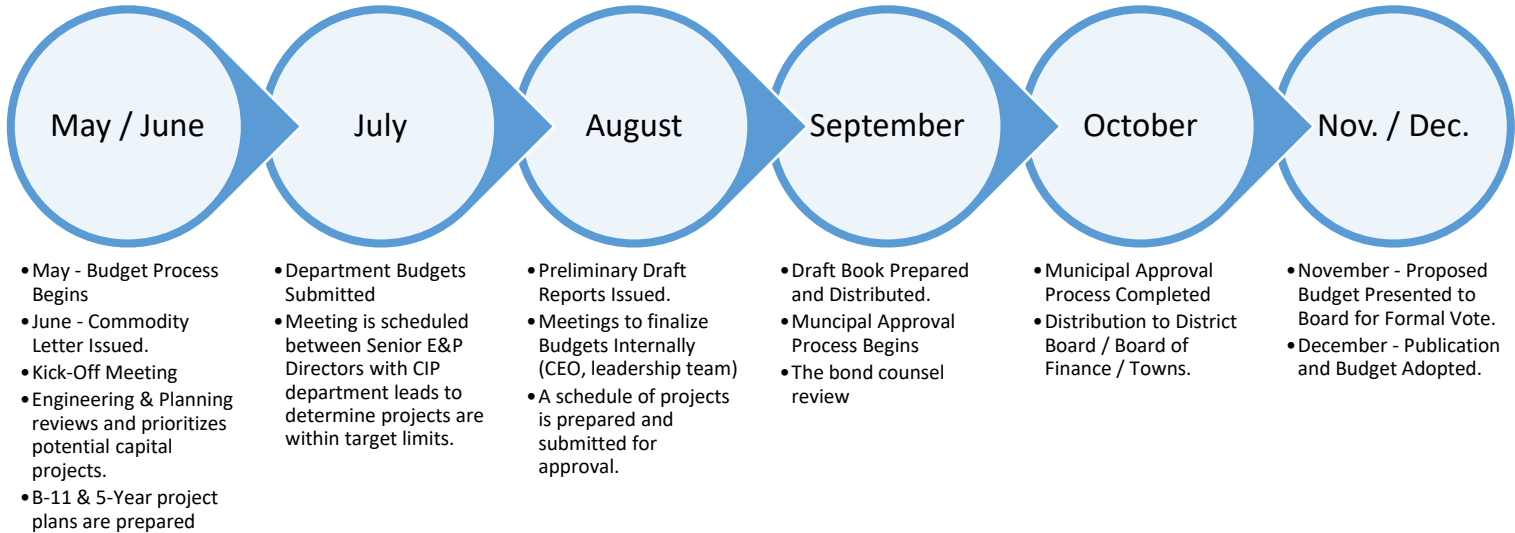 May / June
July
August
September
October
Nov. / Dec.
•May - Budget Process
Begins
•June - Commodity
Letter Issued.
•Kick-Off Meeting
•Engineering & Planning
reviews and prioritizes
potential capital
projects.
•B-11 & 5-Year project
plans are prepared
•Department Budgets
Submitted
•Meeting is scheduled
between Senior E&P
Directors with CIP
department leads to
determine projects are
within target limits.
•Preliminary Draft
Reports Issued.
•Meetings to finalize
Budgets Internally
(CEO, leadership team)
•A schedule of projects
is prepared and
submitted for
approval.
•Draft Book Prepared
and Distributed.
•Muncipal Approval
Process Begins
•The bond counsel
review
•Municipal Approval
Process Completed
•Distribution to District
Board / Board of
Finance / Towns.
•November - Proposed
Budget Presented to
Board for Formal Vote.
•December - Publication
and Budget Adopted.